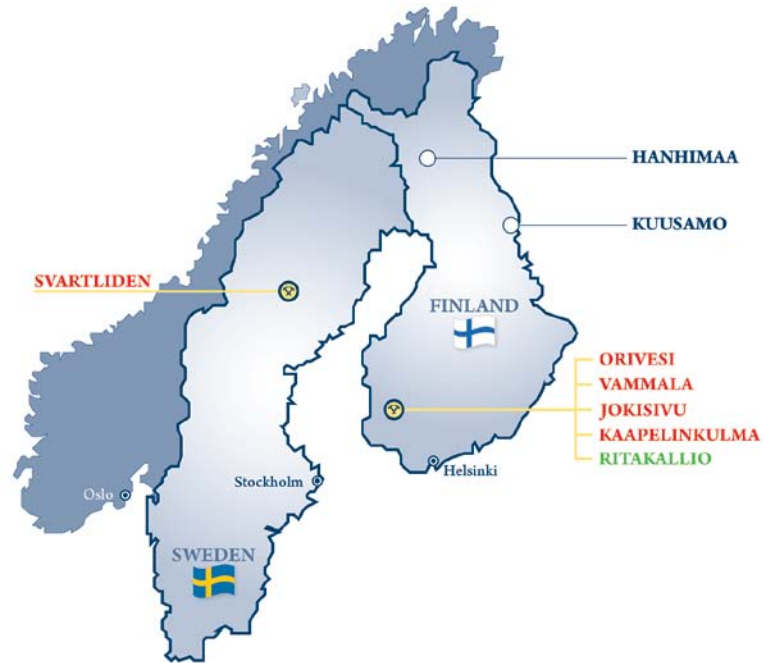 HANHIMAA
KUUSAMO
SVARTLIDEN
FINLAND
ORIVESI
VAMMALA
JOKISIVU
KAAPELINKULMA
RITAKALLIO
Helsinki
Stockholm
Oslo
SWEDEN